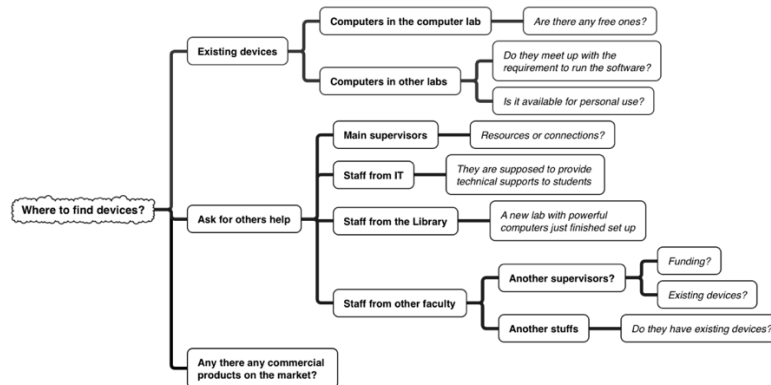 Where to find devices?
Existing devices
Computers in the computer lab
Are there any free ones?
Computers in other labs
Do they meet up with the
requirement to run the software?
Is it available for personal use?
Ask for others help
Main supervisors
Resources or connections?
Staff from IT
They are supposed to provide
technical supports to students
Staff from the Library
A new lab with powerful
computers just finished set up
Staff from other faculty
Another supervisors?
Funding?
Existing devices?
Another stuffs
Do they have existing devices?
Any there any commercial
products on the market?